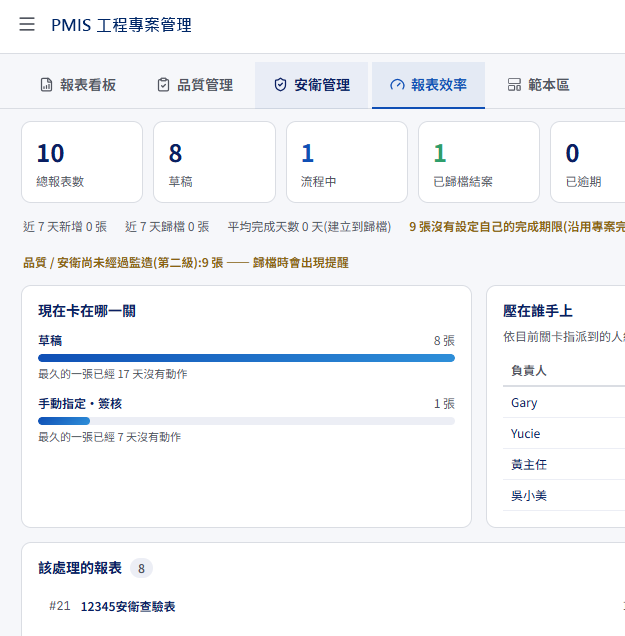 PMIS 工程專案管理
報表看板 品質管理 安衛管理 報表效率 範本區
10 8 1 1 0
總報表數 草稿 流程中 已歸檔結案 已逾期
近 7 天新增 0 張 近 7 天歸檔 0 張 平均完成天數 0 天(建立到歸檔) 9 張沒有設定自己的完成期限(沿用專案完
品質 / 安衛尚未經過監造(第二級):9 張 —— 歸檔時會出現提醒
現在卡在哪一關
草稿 8 張
最久的一張已經 17 天沒有動作
手動指定・簽核 1 張
最久的一張已經 7 天沒有動作
壓在誰手上
依目前關卡指派到的人
負責人
Gary
Yucie
黃主任
吳小美
該處理的報表 8
#21 12345安衛查驗表